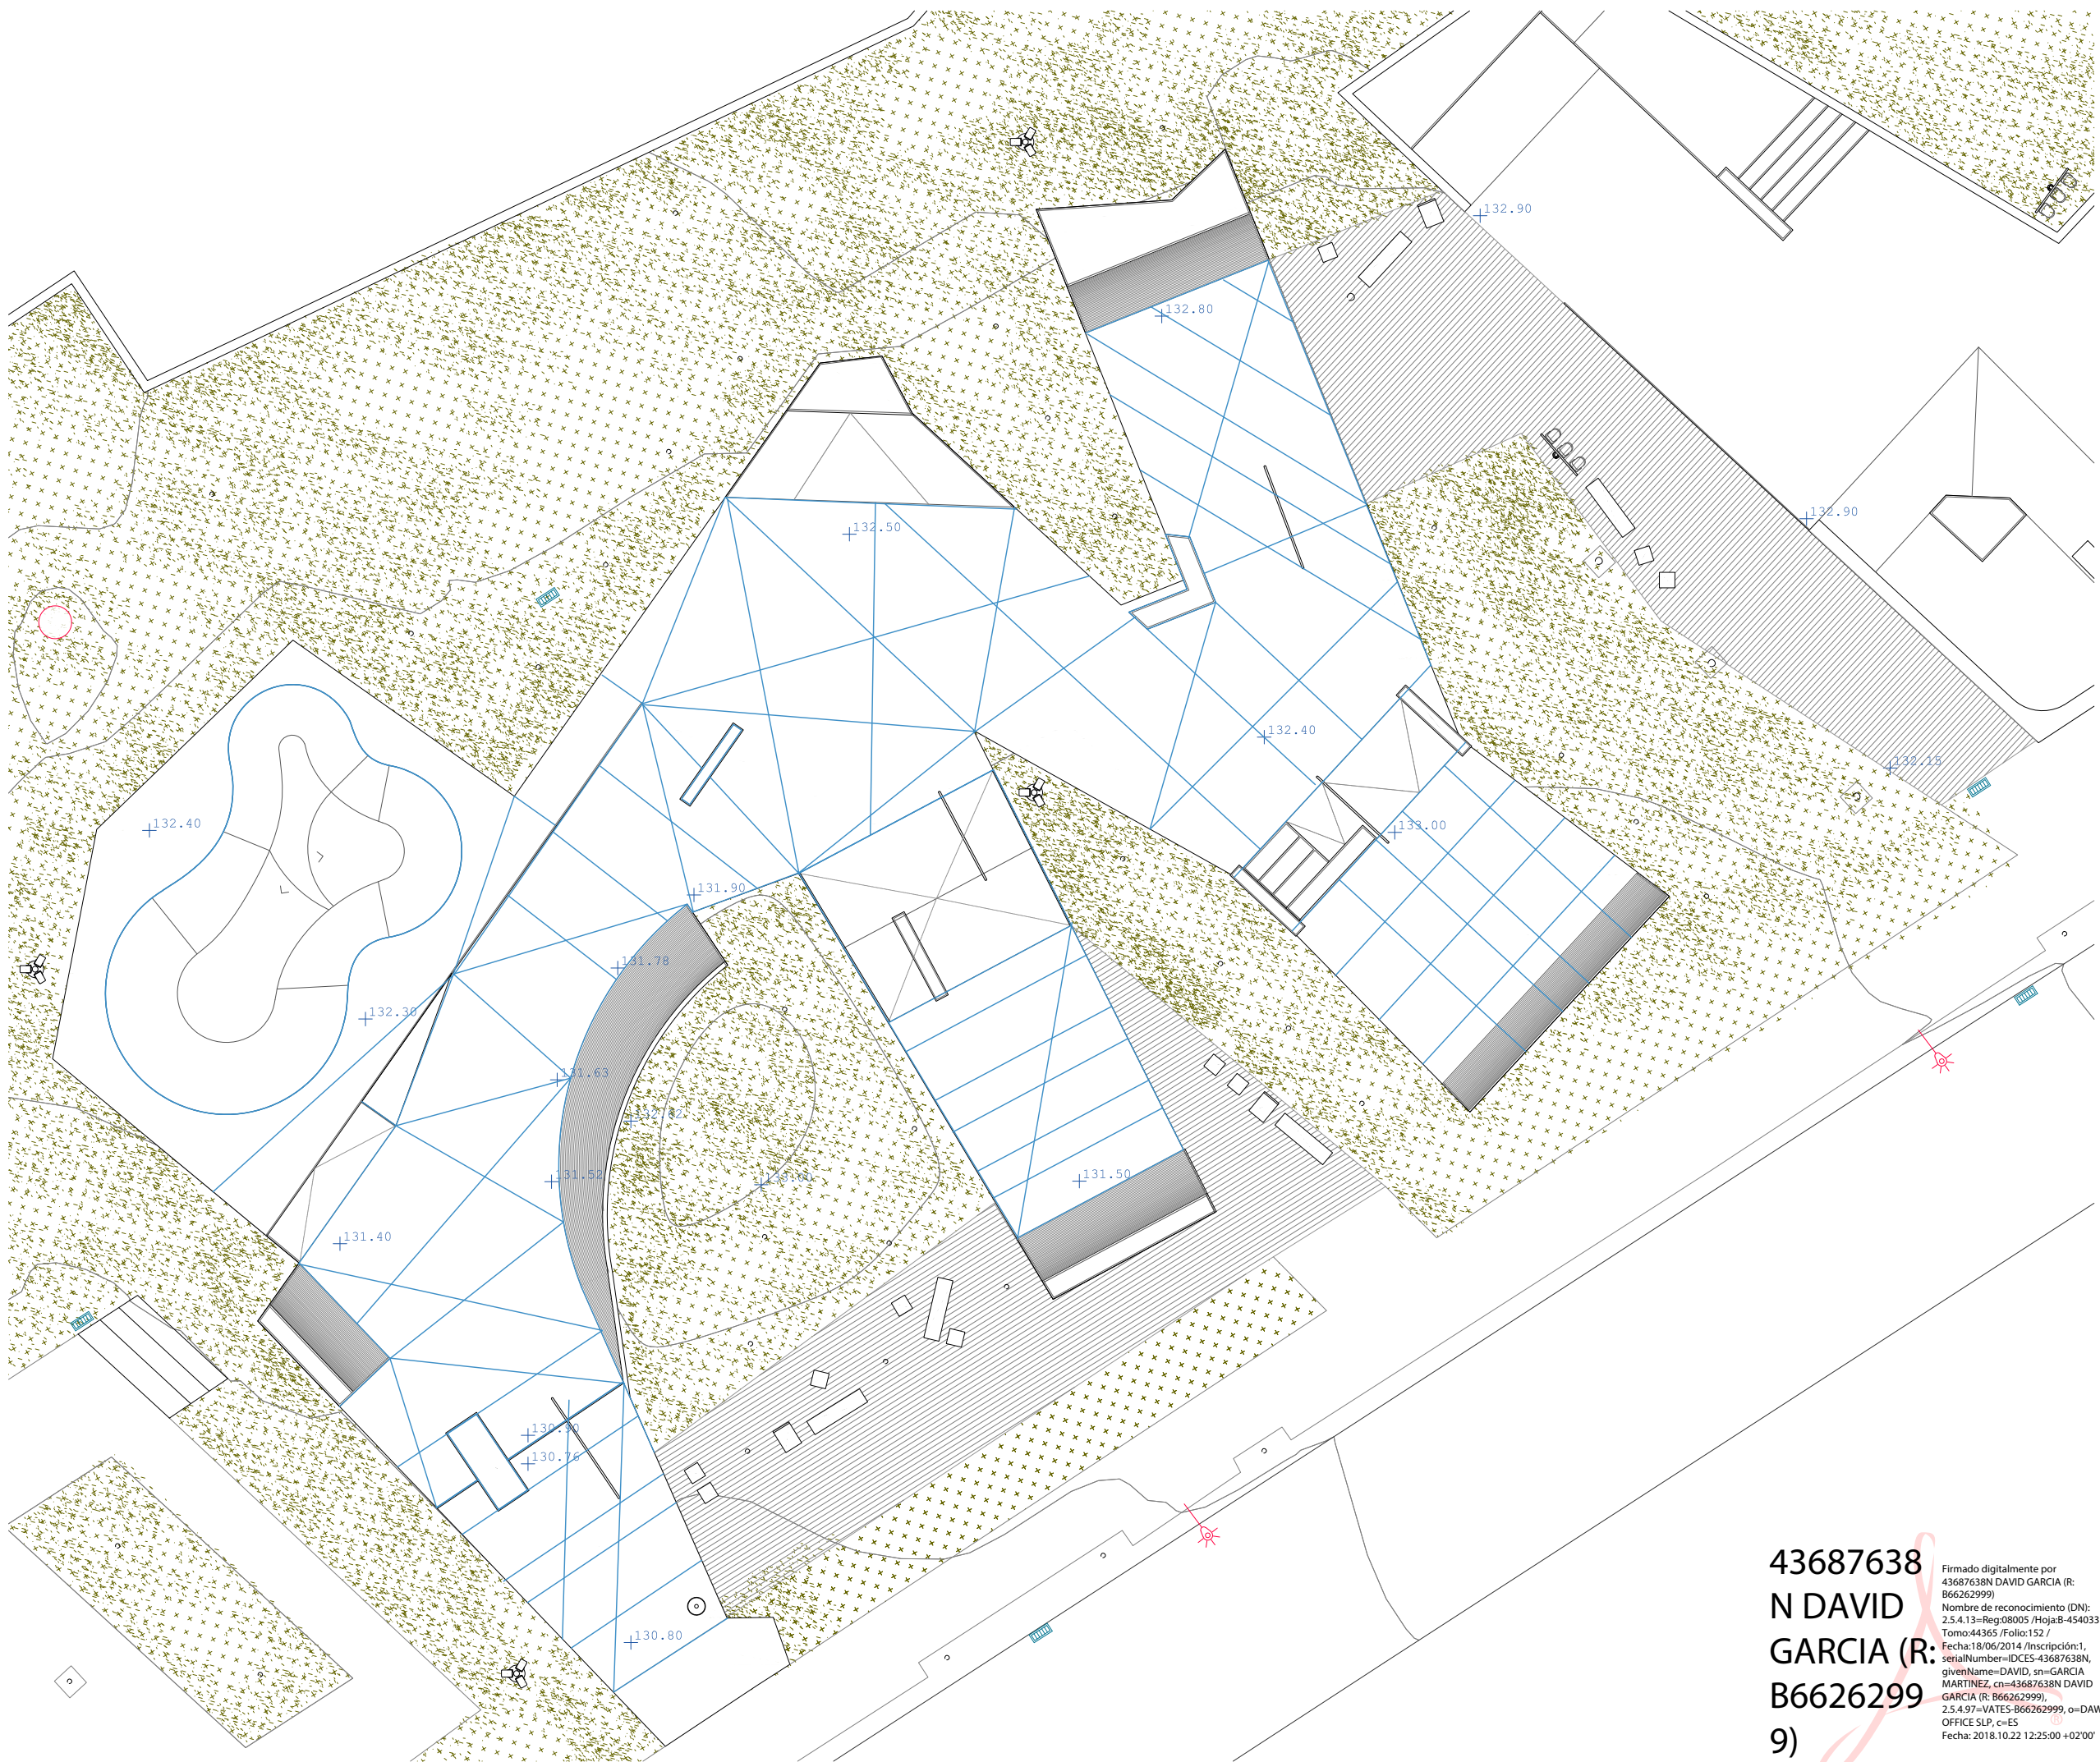 132.90
132.80
132.50
132.90
132.40
132.15
132.40
133.00
131.90
131.78
132.30
131.63
131.52
131.50
131.40
130.90
130.76
130.80
43687638
N DAVID
GARCIA (R:
B6626299
9)
Firmado digitalmente por
43687638N DAVID GARCIA (R:
B66262999)
Nombre de reconocimiento (DN):
2.5.4.13=Reg:08005 /Hoja:B-454033
Tomo:44365 /Folio:152 /
Fecha:18/06/2014 /Inscripción:1,
serialNumber=IDCES-43687638N,
givenName=DAVID, sn=GARCIA
MARTINEZ, cn=43687638N DAVID
GARCIA (R: B66262999),
2.5.4.97=VATES-B66262999, o=DAW
OFFICE SLP, c=ES
Fecha: 2018.10.22 12:25:00 +02'00'